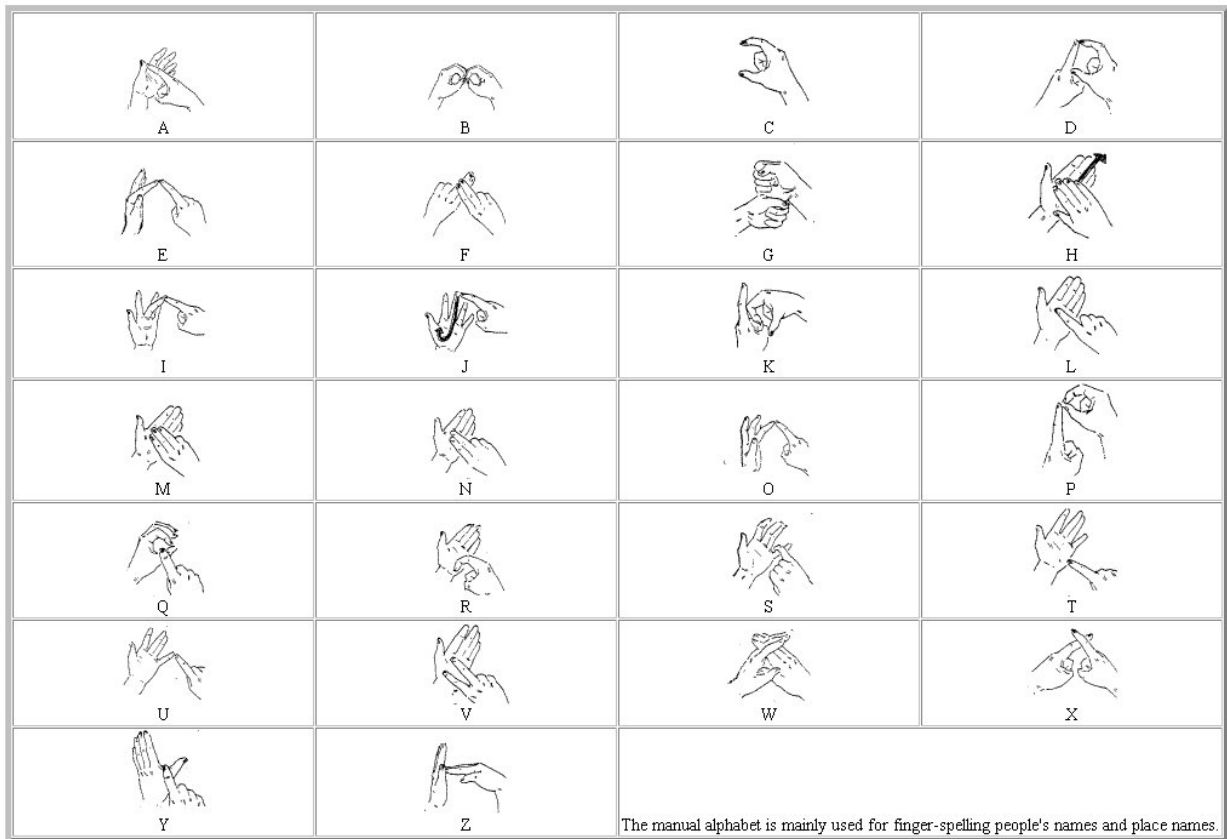 A B C D
E F G H
I J K L
M N O P
Q R S T
U V W X
Y Z The manual alphabet is mainly used for finger-spelling people's names and place names.